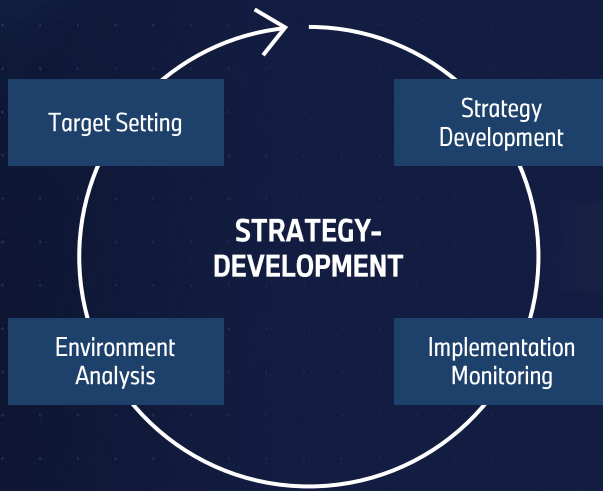 Target Setting
Strategy
Development
STRATEGY-
DEVELOPMENT
Environment
Analysis
Implementation
Monitoring